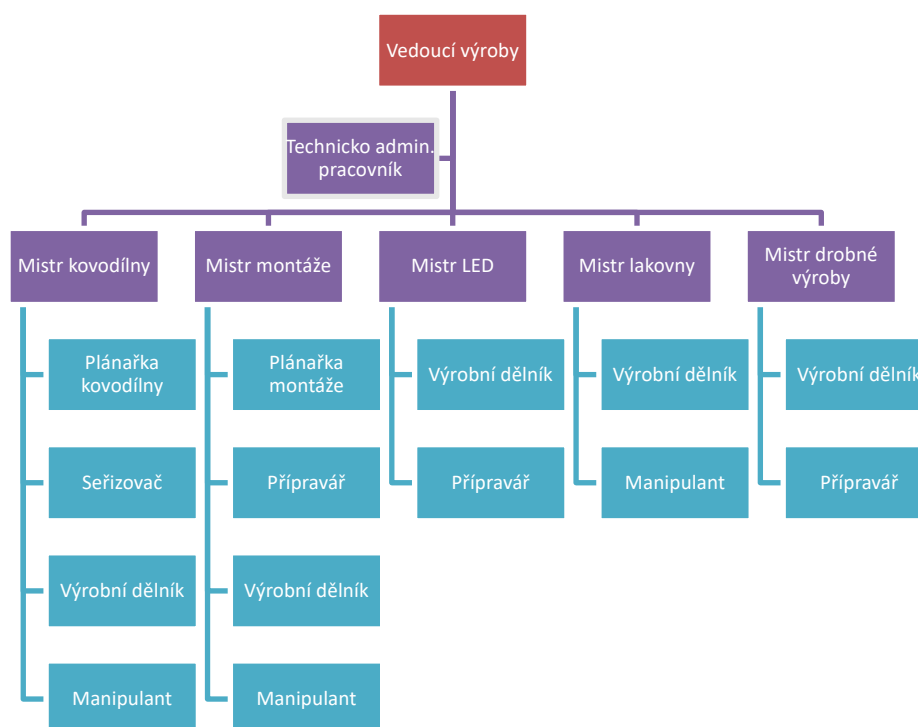 Vedoucí výroby
Technicko admin.
pracovník
Mistr kovodílny
Mistr montáže
Mistr LED
Mistr lakovny
Mistr drobné
výroby
Plánařka
kovodílny
Plánařka
montáže
Výrobní dělník
Výrobní dělník
Výrobní dělník
Seřizovač
Přípravář
Přípravář
Manipulant
Přípravář
Výrobní dělník
Výrobní dělník
Manipulant
Manipulant